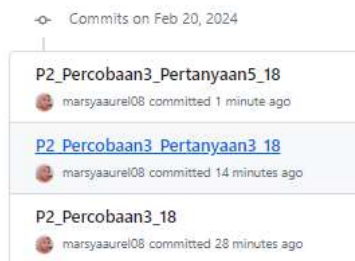 Commits on Feb 20, 2024
P2_Percobaan3_Pertanyaan5_18
marsyaaurel08 committed 1 minute ago
P2_Percobaan3_Pertanyaan3_18
marsyaaurel08 committed 14 minutes ago
P2_Percobaan3_18
marsyaaurel08 committed 28 minutes ago